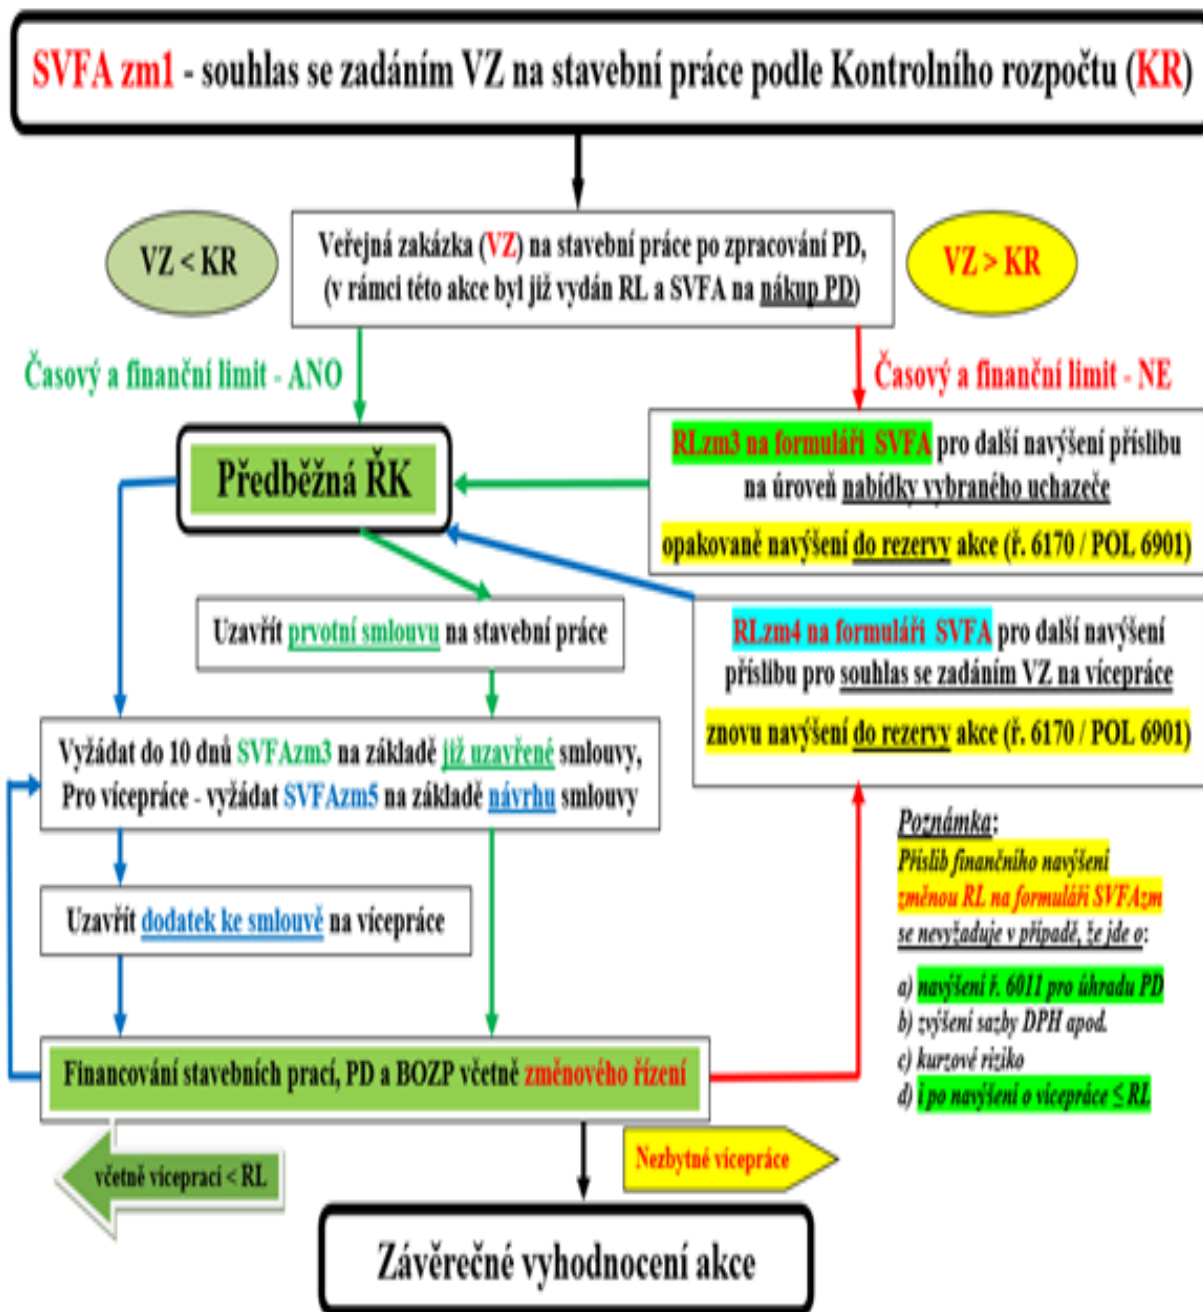 SVFA zm1 - souhlas se zadáním VZ na stavební práce podle Kontrolního rozpočtu (KR)
VZ < KR
Veřejná zakázka (VZ) na stavební práce po zpracování PD,
(v rámci této akce byl již vydán RL a SVFA na nákup PD)
VZ > KR
Časový a finanční limit - ANO
Časový a finanční limit - NE
Předběžná ŘK
RLzm3 na formuláři SVFA pro další navýšení příslibu
na úroveň nabídky vybraného uchazeče
opakovaně navýšení do rezervy akce (ř. 6170 / POL 6901)
Uzavřít prvotní smlouvu na stavební práce
RLzm4 na formuláři SVFA pro další navýšení
příslibu pro souhlas se zadáním VZ na vícepráce
znovu navýšení do rezervy akce (ř. 6170 / POL 6901)
Vyžádat do 10 dnů SVFAzm3 na základě již uzavřené smlouvy,
Pro vícepráce - vyžádat SVFAzm5 na základě návrhu smlouvy
Uzavřít dodatek ke smlouvě na vícepráce
Poznámka:
Příslib finančního navýšení
změnou RL na formuláři SVFAzm
se nevyžaduje v případě, že jde o:
a) navýšení ř. 6011 pro úhradu PD
b) zvýšení sazby DPH apod.
c) kurzové riziko
d) i po navýšení o vícepráce ≤ RL
Financování stavebních prací, PD a BOZP včetně změnového řízení
včetně víceprací < RL
Nezbytné vícepráce
Závěrečné vyhodnocení akce